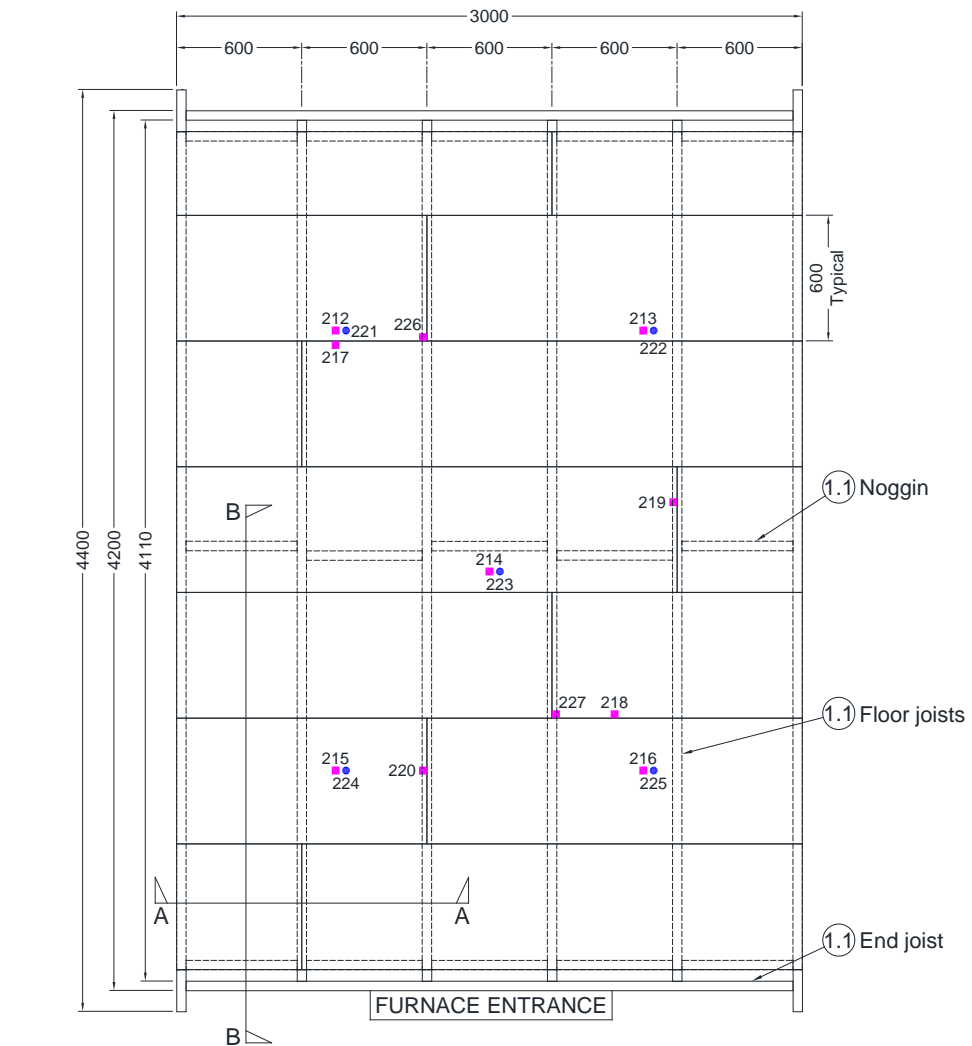 3000
600
600
600
600
600
600
Typical
212
221
226
217
213
222
4400
4200
4110
B
219
1.1 Noggin
214
223
227
218
1.1 Floor joists
215
224
220
216
225
A
A
1.1 End joist
FURNACE ENTRANCE
B